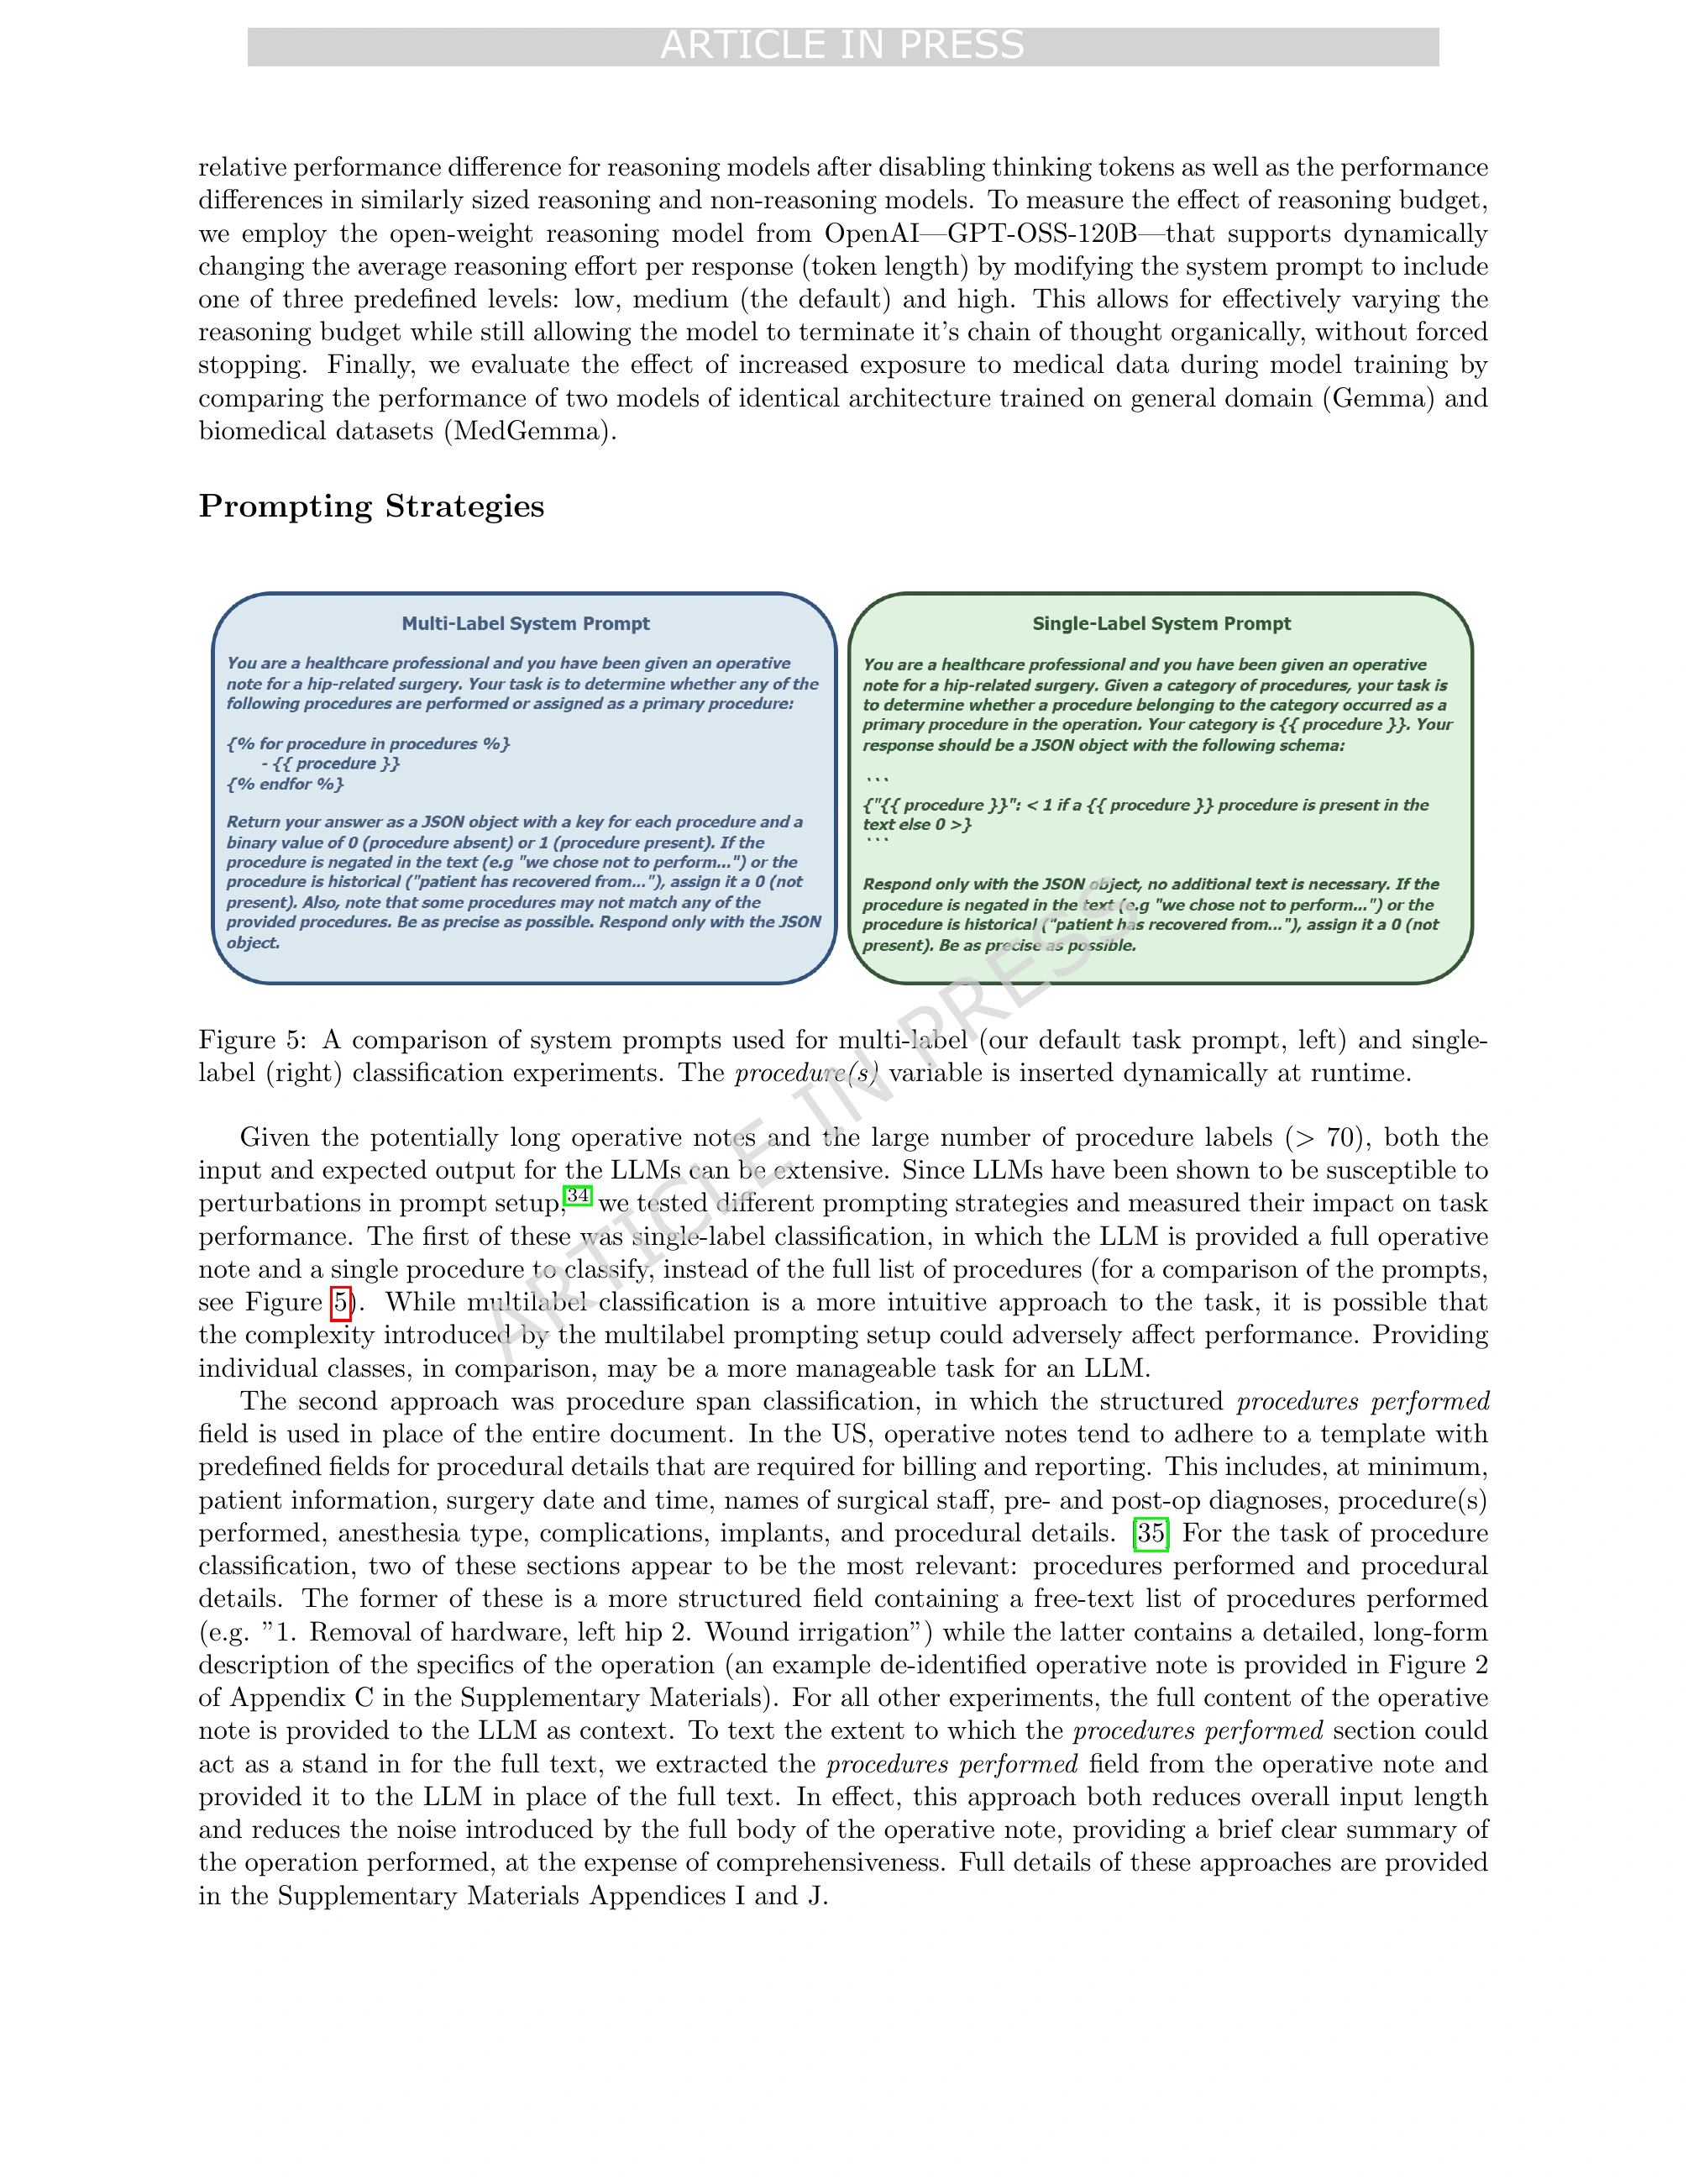 ARTICLE IN PRESS
relative performance difference for reasoning models after disabling thinking tokens as well as the performance
differences in similarly sized reasoning and non-reasoning models. To measure the effect of reasoning budget,
we employ the open-weight reasoning model from OpenAI—GPT-OSS-120B—that supports dynamically
changing the average reasoning effort per response (token length) by modifying the system prompt to include
one of three predefined levels: low, medium (the default) and high. This allows for effectively varying the
reasoning budget while still allowing the model to terminate it's chain of thought organically, without forced
stopping. Finally, we evaluate the effect of increased exposure to medical data during model training by
comparing the performance of two models of identical architecture trained on general domain (Gemma) and
biomedical datasets (MedGemma).
Prompting Strategies
Multi-Label System Prompt
You are a healthcare professional and you have been given an operative
note for a hip-related surgery. Your task is to determine whether any of the
following procedures are performed or assigned as a primary procedure:
{% for procedure in procedures %}
- {{ procedure }}
{% endfor %}
Return your answer as a JSON object with a key for each procedure and a
binary value of 0 (procedure absent) or 1 (procedure present). If the
procedure is negated in the text (e.g "we chose not to perform...") or the
procedure is historical ("patient has recovered from..."), assign it a 0 (not
present). Also, note that some procedures may not match any of the
provided procedures. Be as precise as possible. Respond only with the JSON
object.
Single-Label System Prompt
You are a healthcare professional and you have been given an operative
note for a hip-related surgery. Given a category of procedures, your task is
to determine whether a procedure belonging to the category occurred as a
primary procedure in the operation. Your category is {{ procedure }}. Your
response should be a JSON object with the following schema:
```
{"{{ procedure }}": < 1 if a {{ procedure }} procedure is present in the
text else 0 >}
```
Respond only with the JSON object, no additional text is necessary. If the
procedure is negated in the text (e.g "we chose not to perform...") or the
procedure is historical ("patient has recovered from..."), assign it a 0 (not
present). Be as precise as possible.
Figure 5: A comparison of system prompts used for multi-label (our default task prompt, left) and single-
label (right) classification experiments. The procedure(s) variable is inserted dynamically at runtime.
Given the potentially long operative notes and the large number of procedure labels (> 70), both the
input and expected output for the LLMs can be extensive. Since LLMs have been shown to be susceptible to
perturbations in prompt setup,34 we tested different prompting strategies and measured their impact on task
performance. The first of these was single-label classification, in which the LLM is provided a full operative
note and a single procedure to classify, instead of the full list of procedures (for a comparison of the prompts,
see Figure 5). While multilabel classification is a more intuitive approach to the task, it is possible that
the complexity introduced by the multilabel prompting setup could adversely affect performance. Providing
individual classes, in comparison, may be a more manageable task for an LLM.
The second approach was procedure span classification, in which the structured procedures performed
field is used in place of the entire document. In the US, operative notes tend to adhere to a template with
predefined fields for procedural details that are required for billing and reporting. This includes, at minimum,
patient information, surgery date and time, names of surgical staff, pre- and post-op diagnoses, procedure(s)
performed, anesthesia type, complications, implants, and procedural details. [35] For the task of procedure
classification, two of these sections appear to be the most relevant: procedures performed and procedural
details. The former of these is a more structured field containing a free-text list of procedures performed
(e.g. ”1. Removal of hardware, left hip 2. Wound irrigation”) while the latter contains a detailed, long-form
description of the specifics of the operation (an example de-identified operative note is provided in Figure 2
of Appendix C in the Supplementary Materials). For all other experiments, the full content of the operative
note is provided to the LLM as context. To text the extent to which the procedures performed section could
act as a stand in for the full text, we extracted the procedures performed field from the operative note and
provided it to the LLM in place of the full text. In effect, this approach both reduces overall input length
and reduces the noise introduced by the full body of the operative note, providing a brief clear summary of
the operation performed, at the expense of comprehensiveness. Full details of these approaches are provided
in the Supplementary Materials Appendices I and J.
ARTICLE IN PRESS